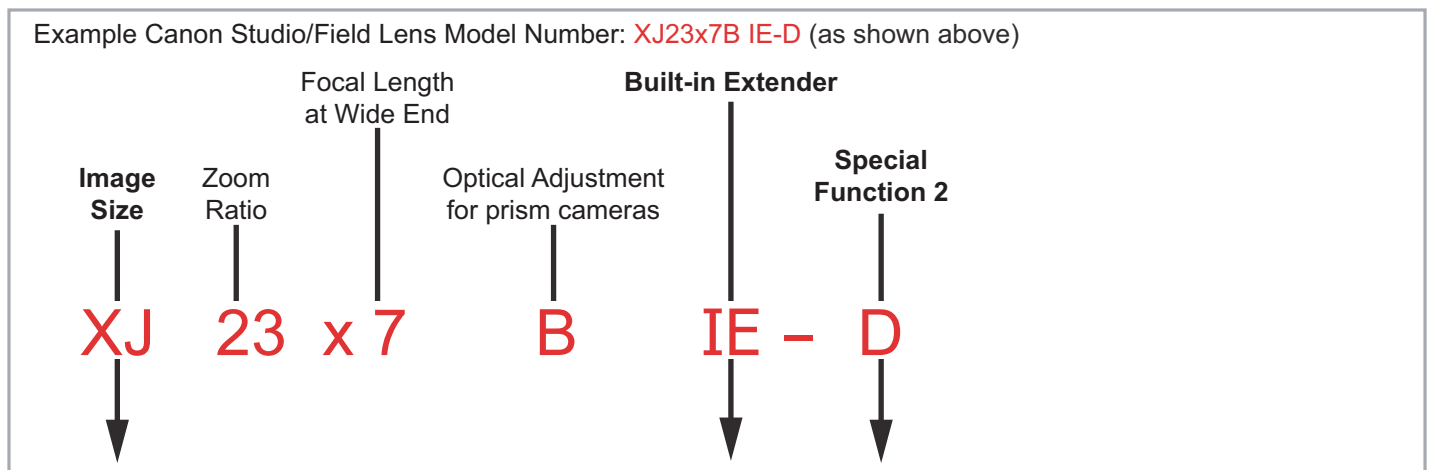 Example Canon Studio/Field Lens Model Number: XJ23x7B IE-D (as shown above)
Focal Length
at Wide End
Built-in Extender
Image
Size
Zoom
Ratio
Optical Adjustment
for prism cameras
Special
Function 2
XJ 23 x 7 B IE – D